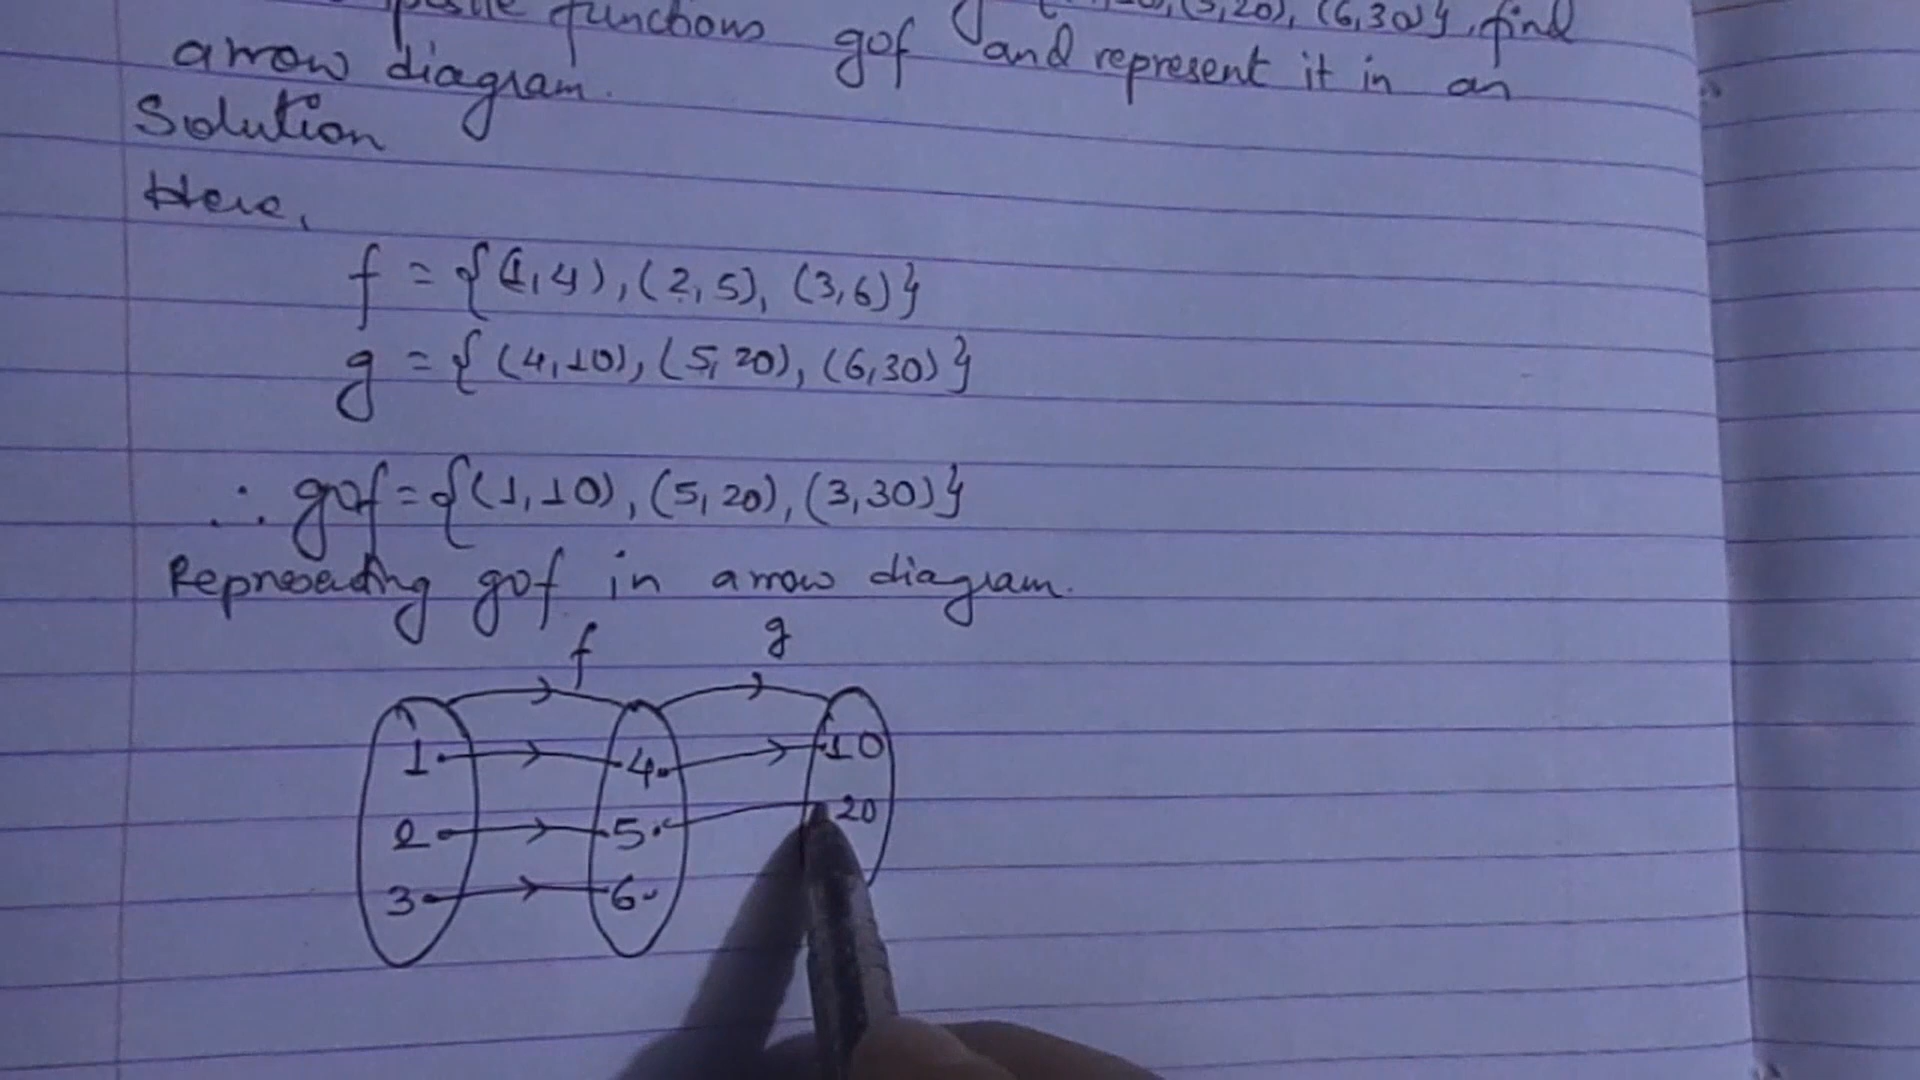 functions gof and represent it in an
(6,30)}, find
arrow diagram.
Solution
Here,
f = {(1,4), (2,5), (3,6)}
g = {(4,10), (5,20), (6,30)}
∴ gof = {(1,10), (5,20), (3,30)}
Representing gof in arrow diagram.
f g
1 4 10
2 5 20
3 6